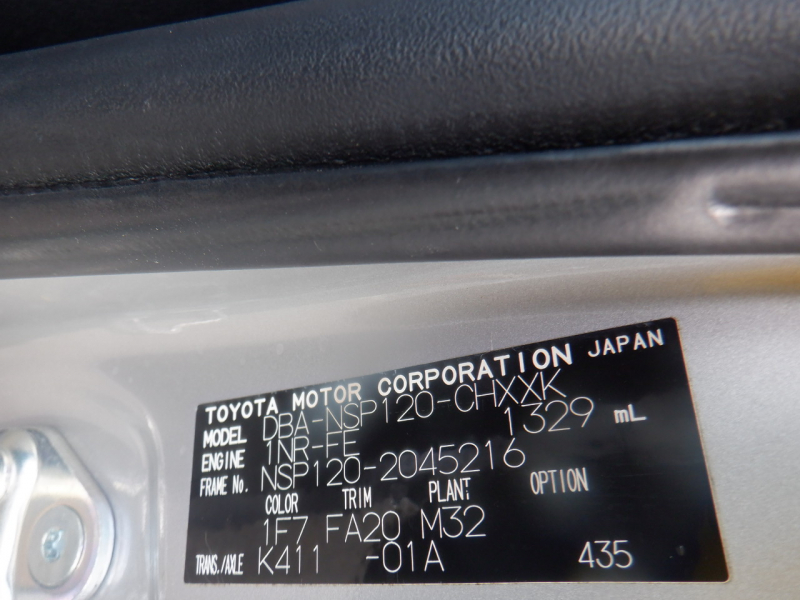 TOYOTA MOTOR CORPORATION JAPAN
MODEL DBA-NSP120-CHXXK
ENGINE 1NR-FE 1329 mL
FRAME No. NSP120-2045216
COLOR TRIM PLANT OPTION
1F7 FA20 M32
TRANS./AXLE K411 -01A 435